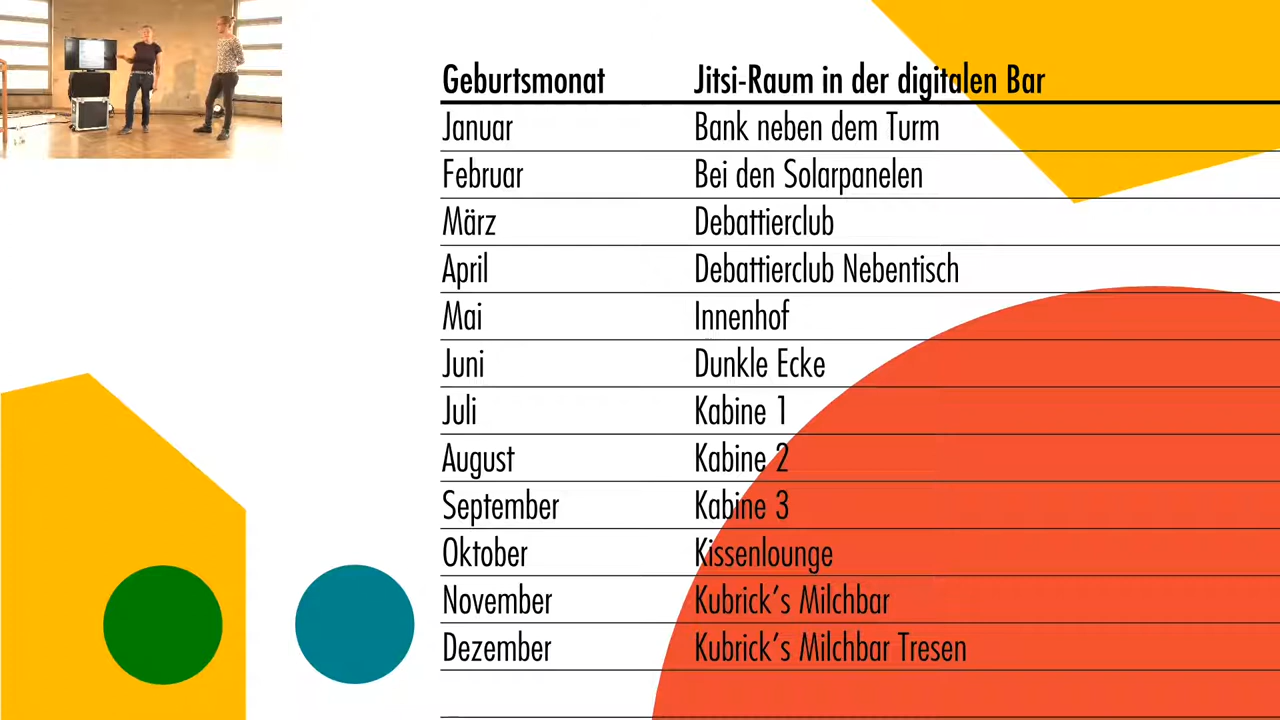 Geburtsmonat Jitsi-Raum in der digitalen Bar
Januar Bank neben dem Turm
Februar Bei den Solarpanelen
März Debattierclub
April Debattierclub Nebentisch
Mai Innenhof
Juni Dunkle Ecke
Juli Kabine 1
August Kabine 2
September Kabine 3
Oktober Kissenlounge
November Kubrick’s Milchbar
Dezember Kubrick’s Milchbar Tresen